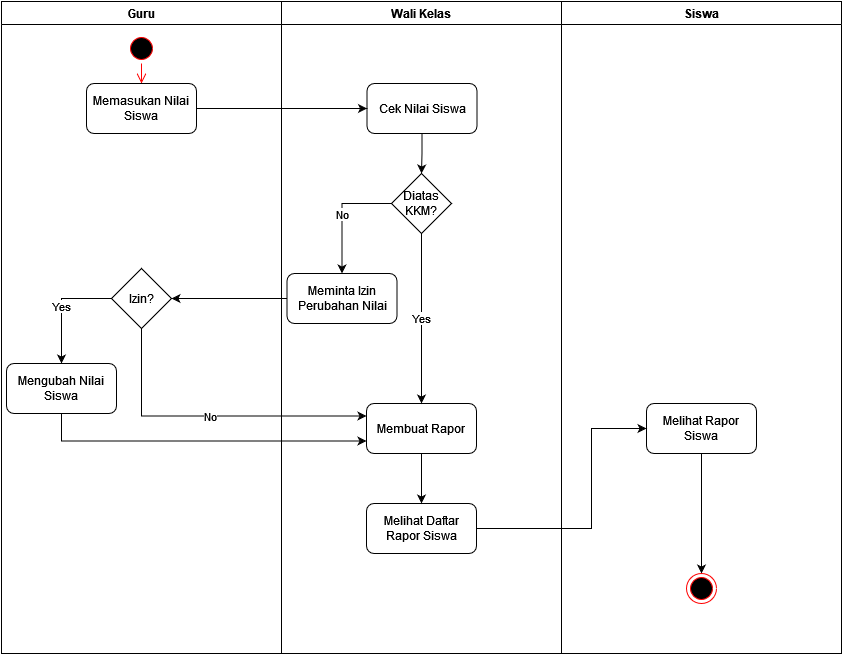 Guru
Wali Kelas
Siswa
Memasukan Nilai
Siswa
Cek Nilai Siswa
Diatas
KKM?
No
Meminta Izin
Perubahan Nilai
Izin?
Yes
Yes
Mengubah Nilai
Siswa
No
Membuat Rapor
Melihat Rapor
Siswa
Melihat Daftar
Rapor Siswa